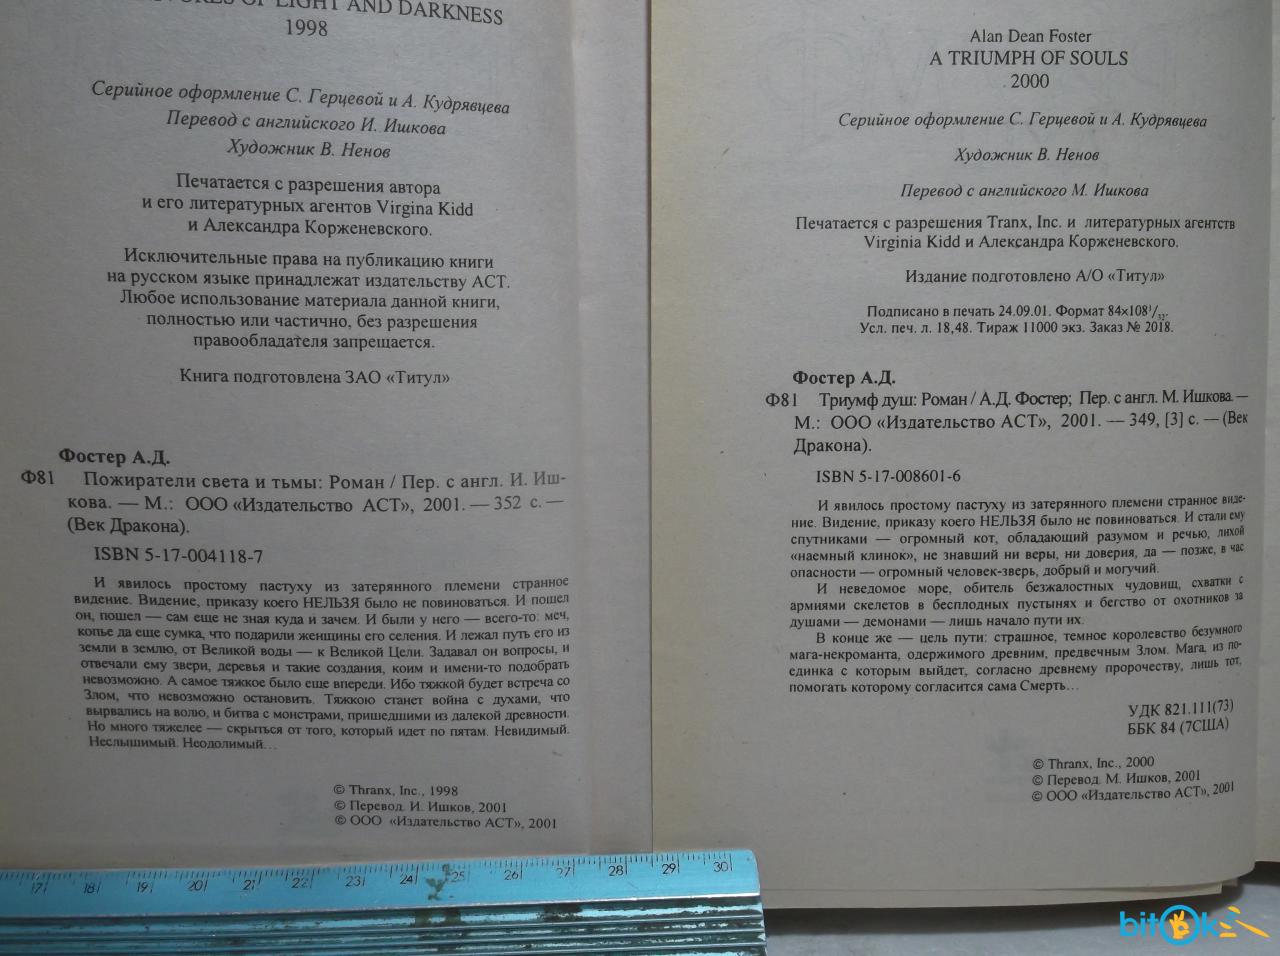 OF LIGHT AND DARKNESS
1998
Серийное оформление С. Герцевой и А. Кудрявцева
Перевод с английского И. Ишкова
Художник В. Ненов
Печатается с разрешения автора
и его литературных агентов Virgina Kidd
и Александра Корженевского.
Исключительные права на публикацию книги
на русском языке принадлежат издательству АСТ.
Любое использование материала данной книги,
полностью или частично, без разрешения
правообладателя запрещается.
Книга подготовлена ЗАО «Титул»
Фостер А.Д.
Ф81 Пожиратели света и тьмы: Роман / Пер. с англ. И. Иш-
кова. — М.: ООО «Издательство АСТ», 2001. — 352 с. —
(Век Дракона).
ISBN 5-17-004118-7
И явилось простому пастуху из затерянного племени странное
видение. Видение, приказу коего НЕЛЬЗЯ было не повиноваться. И пошел
он, пошел — сам еще не зная куда и зачем. И были у него — всего-то: меч,
копье да еще сумка, что подарили женщины его селения. И лежал путь его из
земли в землю, от Великой воды — к Великой Цели. Задавал он вопросы, и
отвечали ему звери, деревья и такие создания, коим и имени-то подобрать
невозможно. А самое тяжкое было еще впереди. Ибо тяжкой будет встреча со
Злом, что невозможно остановить. Тяжкою станет война с духами, что
вырвались на волю, и битва с монстрами, пришедшими из далекой древности.
Но много тяжелее — скрыться от того, который идет по пятам. Невидимый.
Неслышимый. Неодолимый...
© Thranx, Inc., 1998
© Перевод. И. Ишков, 2001
© ООО «Издательство АСТ», 2001
17 18 19 20 21 22 23 24 25 26 27 28 29 30
Alan Dean Foster
A TRIUMPH OF SOULS
2000
Серийное оформление С. Герцевой и А. Кудрявцева
Художник В. Ненов
Перевод с английского М. Ишкова
Печатается с разрешения Tranx, Inc. и литературных агентств
Virginia Kidd и Александра Корженевского.
Издание подготовлено А/О «Титул»
Подписано в печать 24.09.01. Формат 84×108 1/32.
Усл. печ. л. 18,48. Тираж 11000 экз. Заказ № 2018.
Фостер А.Д.
Ф81 Триумф душ: Роман / А.Д. Фостер; Пер. с англ. М. Ишкова. —
М.: ООО «Издательство АСТ», 2001. — 349, [3] с. — (Век
Дракона).
ISBN 5-17-008601-6
И явилось простому пастуху из затерянного племени странное виде-
ние. Видение, приказу коего НЕЛЬЗЯ было не повиноваться. И стали ему
спутниками — огромный кот, обладающий разумом и речью, лихой
«наемный клинок», не знавший ни веры, ни доверия, да — позже, в час
опасности — огромный человек-зверь, добрый и могучий.
И неведомое море, обитель безжалостных чудовищ, схватки с
армиями скелетов в бесплодных пустынях и бегство от охотников за
душами — демонами — лишь начало пути их.
В конце же — цель пути: страшное, темное королевство безумного
мага-некроманта, одержимого древним, предвечным Злом. Мага, из по-
единка с которым выйдет, согласно древнему пророчеству, лишь тот,
помогать которому согласится сама Смерть...
УДК 821.111(73)
ББК 84 (7США)
© Thranx, Inc., 2000
© Перевод. М. Ишков, 2001
© ООО «Издательство АСТ», 2001
bitOk